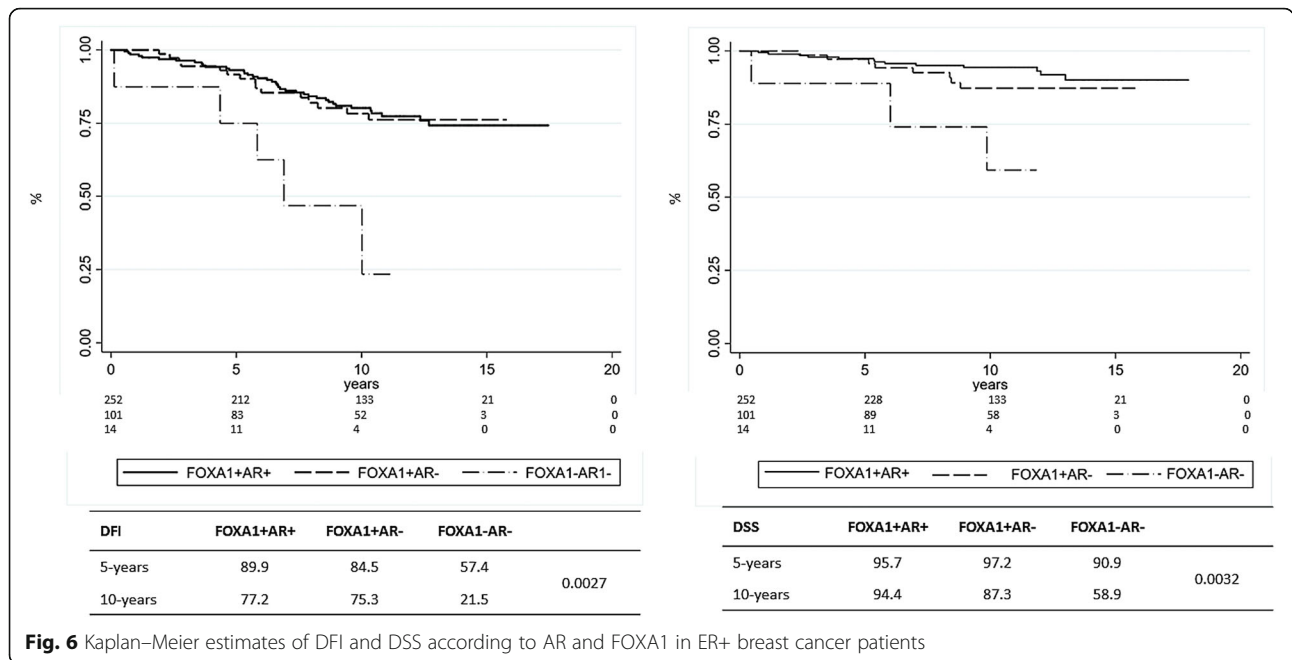 1.00
0.75
0.50
0.25
0.00
%
0 5 10 15 20
years
252 212 133 21 0
101 83 52 3 0
14 11 4 0 0
FOXA1+AR+ FOXA1+AR- FOXA1-AR1-
DFI FOXA1+AR+ FOXA1+AR- FOXA1-AR-
5-years 89.9 84.5 57.4
0.0027
10-years 77.2 75.3 21.5
1.00
0.75
0.50
0.25
0.00
%
0 5 10 15 20
years
252 228 133 21 0
101 89 58 3 0
14 11 4 0 0
FOXA1+AR+ FOXA1+AR- FOXA1-AR-
DSS FOXA1+AR+ FOXA1+AR- FOXA1-AR-
5-years 95.7 97.2 90.9
0.0032
10-years 94.4 87.3 58.9
Fig. 6 Kaplan–Meier estimates of DFI and DSS according to AR and FOXA1 in ER+ breast cancer patients